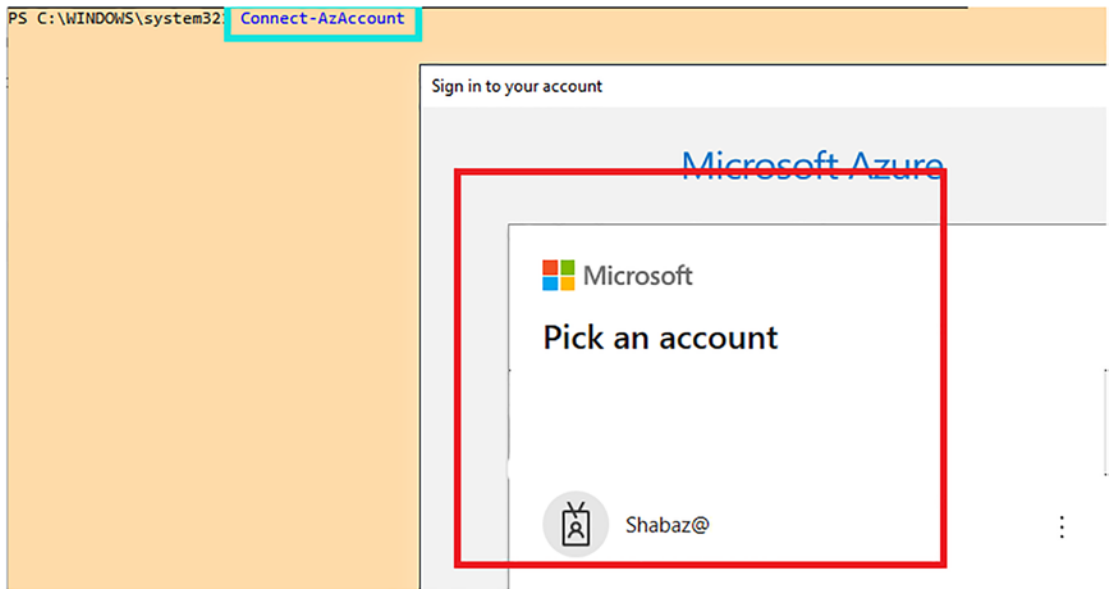 PS C:\WINDOWS\system32> Connect-AzAccount
Sign in to your account
Microsoft Azure
Microsoft
Pick an account
Shabaz@